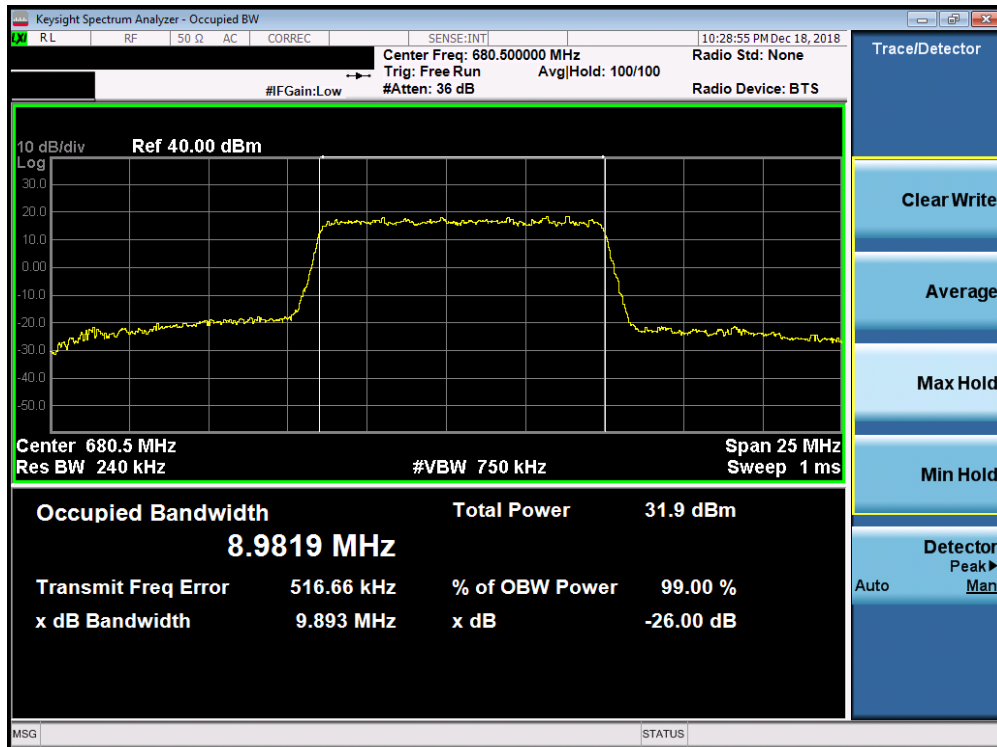 Keysight Spectrum Analyzer - Occupied BW
LXI RL RF 50 Ω AC CORREC SENSE:INT 10:28:55 PM Dec 18, 2018
Center Freq: 680.500000 MHz Radio Std: None
Trig: Free Run Avg|Hold: 100/100
#IFGain:Low #Atten: 36 dB Radio Device: BTS
Trace/Detector
10 dB/div Ref 40.00 dBm
Log
30.0
20.0
10.0
0.00
-10.0
-20.0
-30.0
-40.0
-50.0
Center 680.5 MHz Span 25 MHz
Res BW 240 kHz #VBW 750 kHz Sweep 1 ms
Occupied Bandwidth Total Power 31.9 dBm
8.9819 MHz
Transmit Freq Error 516.66 kHz % of OBW Power 99.00 %
x dB Bandwidth 9.893 MHz x dB -26.00 dB
Clear Write
Average
Max Hold
Min Hold
Detector
Peak▶
Auto Man
MSG STATUS